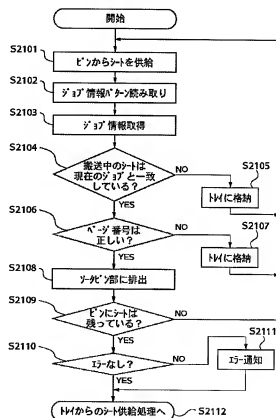 開始
S2101
ビンからシートを供給
S2102
ジョブ情報パターン読み取り
S2103
ジョブ情報取得
S2104
搬送中のシートは
現在のジョブと一致
している?
NO
S2105
トレイに格納
YES
S2106
ページ番号は
正しい?
NO
S2107
トレイに格納
YES
S2108
ソータビン部に排出
S2109
ビンにシートは
残っている?
YES
NO
S2110
エラーなし?
NO
S2111
エラー通知
YES
トレイからのシート供給処理へ
S2112